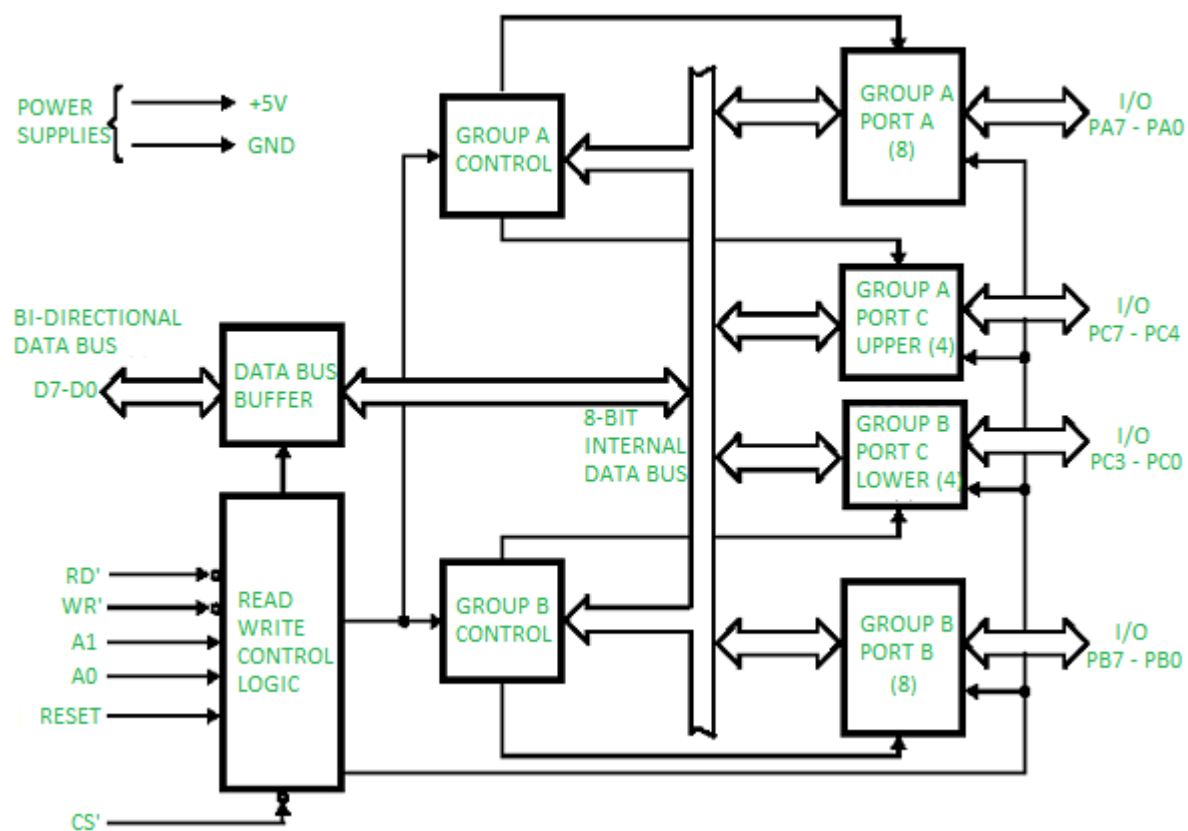 POWER
SUPPLIES
+5V
GND
GROUP A
CONTROL
GROUP A
PORT A
(8)
I/O
PA7 - PA0
GROUP A
PORT C
UPPER (4)
I/O
PC7 - PC4
BI-DIRECTIONAL
DATA BUS
D7-D0
DATA BUS
BUFFER
8-BIT
INTERNAL
DATA BUS
GROUP B
PORT C
LOWER (4)
I/O
PC3 - PC0
RD'
WR'
A1
A0
RESET
CS'
READ
WRITE
CONTROL
LOGIC
GROUP B
CONTROL
GROUP B
PORT B
(8)
I/O
PB7 - PB0